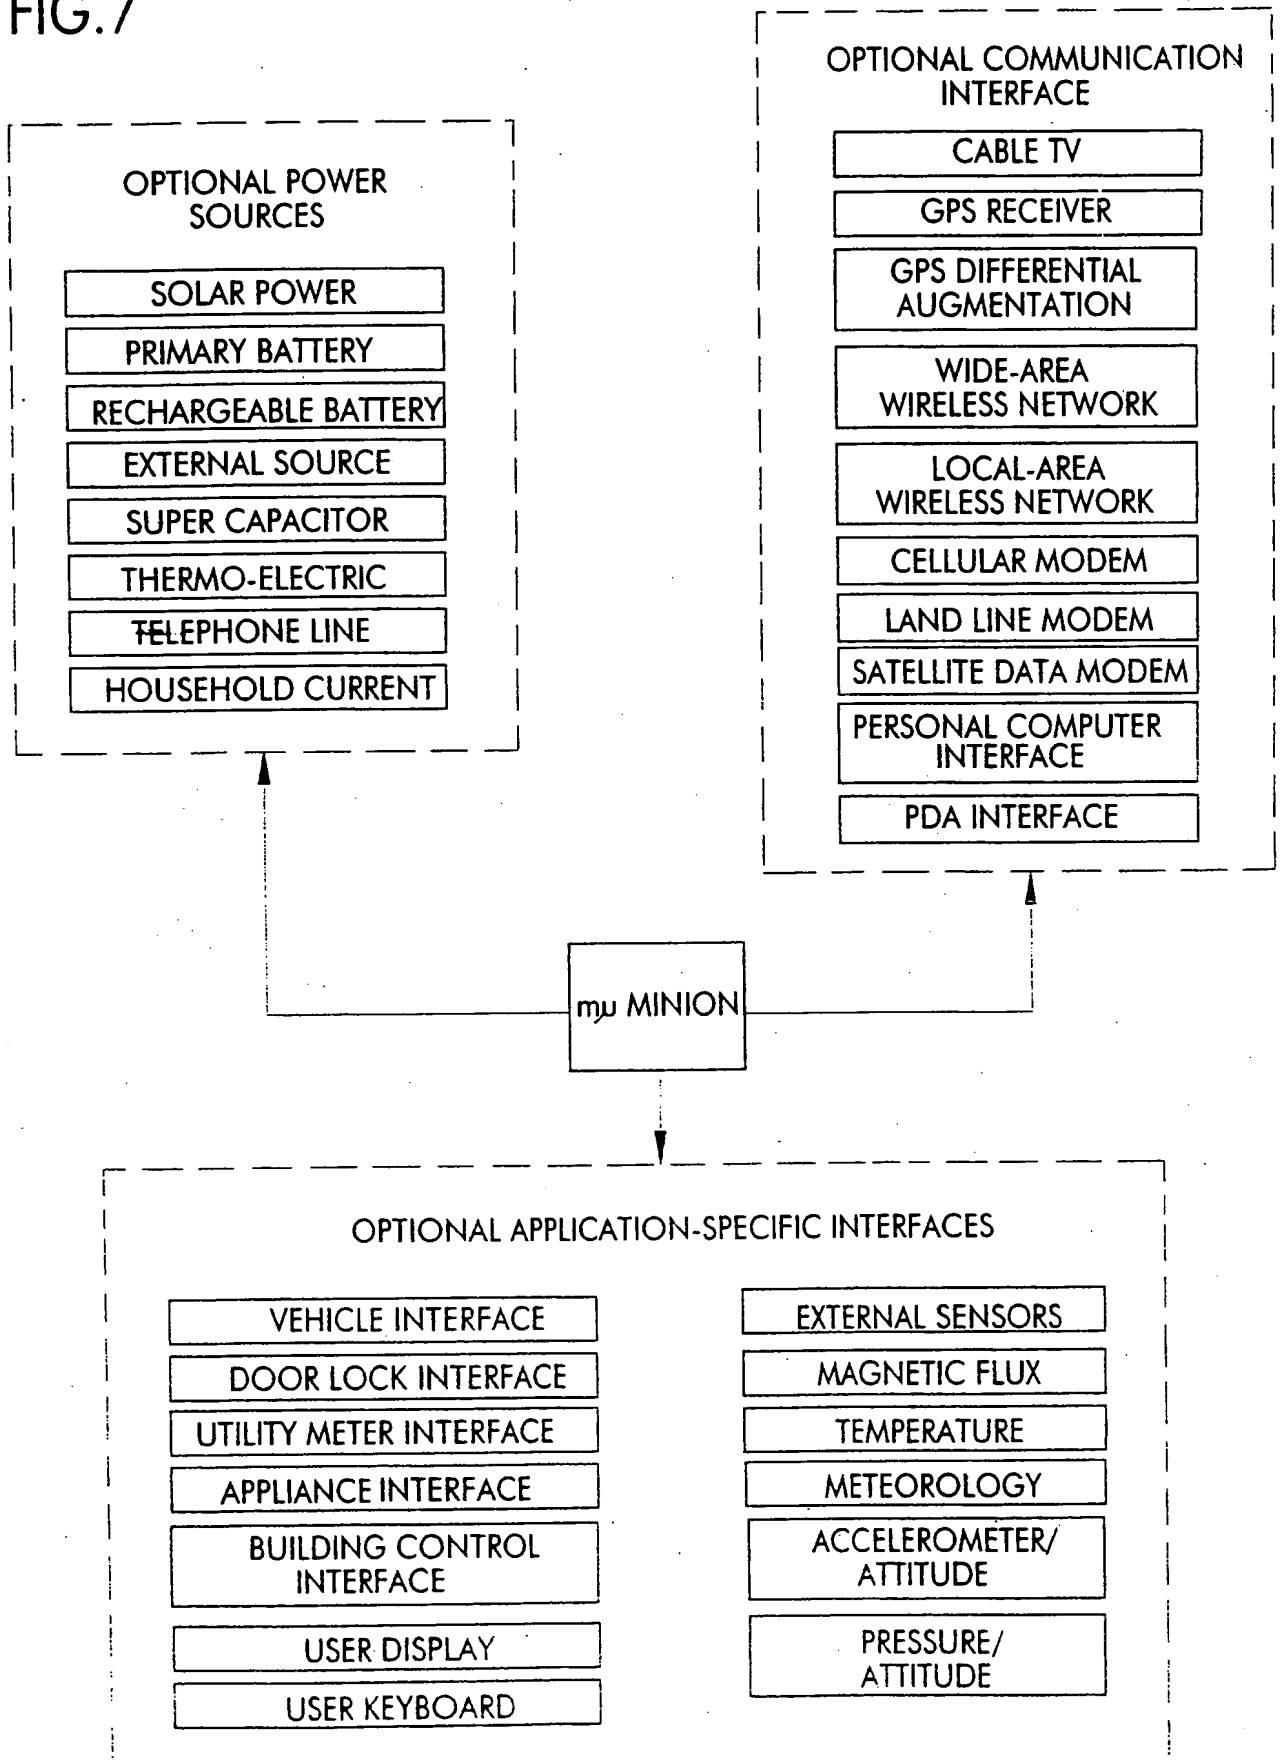 FIG.7
OPTIONAL POWER
SOURCES
SOLAR POWER
PRIMARY BATTERY
RECHARGEABLE BATTERY
EXTERNAL SOURCE
SUPER CAPACITOR
THERMO-ELECTRIC
TELEPHONE LINE
HOUSEHOLD CURRENT
OPTIONAL COMMUNICATION
INTERFACE
CABLE TV
GPS RECEIVER
GPS DIFFERENTIAL
AUGMENTATION
WIDE-AREA
WIRELESS NETWORK
LOCAL-AREA
WIRELESS NETWORK
CELLULAR MODEM
LAND LINE MODEM
SATELLITE DATA MODEM
PERSONAL COMPUTER
INTERFACE
PDA INTERFACE
mμ MINION
OPTIONAL APPLICATION-SPECIFIC INTERFACES
VEHICLE INTERFACE
DOOR LOCK INTERFACE
UTILITY METER INTERFACE
APPLIANCE INTERFACE
BUILDING CONTROL
INTERFACE
USER DISPLAY
USER KEYBOARD
EXTERNAL SENSORS
MAGNETIC FLUX
TEMPERATURE
METEOROLOGY
ACCELEROMETER/
ATTITUDE
PRESSURE/
ATTITUDE